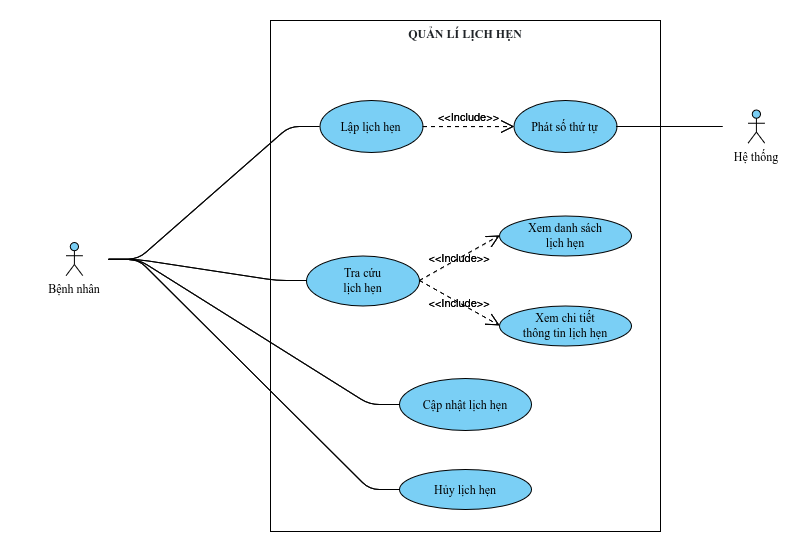 QUẢN LÍ LỊCH HẸN
Lập lịch hẹn
<<Include>>
Phát số thứ tự
Hệ thống
Xem danh sách
lịch hẹn
<<Include>>
Bệnh nhân
Tra cứu
lịch hẹn
<<Include>>
Xem chi tiết
thông tin lịch hẹn
Cập nhật lịch hẹn
Hủy lịch hẹn